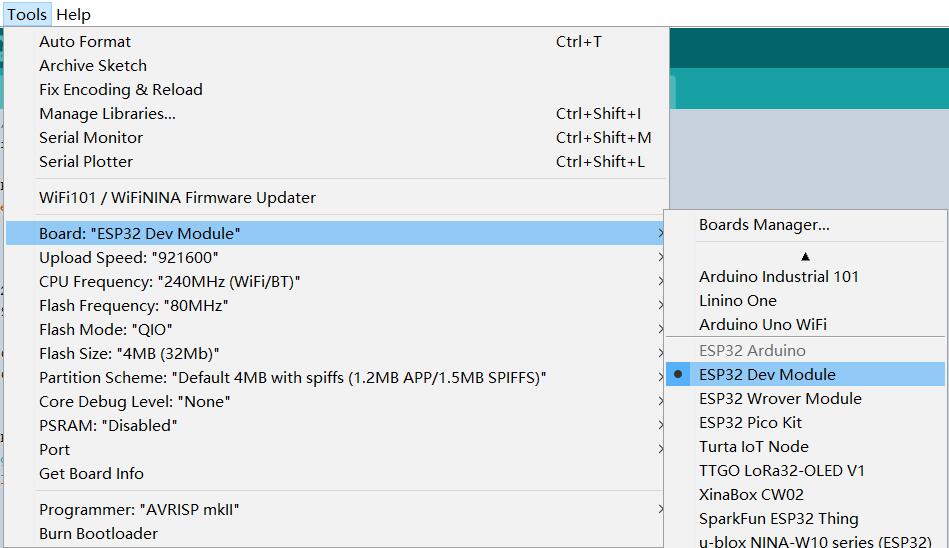 Tools Help
Auto Format Ctrl+T
Archive Sketch
Fix Encoding & Reload
Manage Libraries... Ctrl+Shift+I
Serial Monitor Ctrl+Shift+M
Serial Plotter Ctrl+Shift+L
WiFi101 / WiFiNINA Firmware Updater
Board: "ESP32 Dev Module"
Upload Speed: "921600"
CPU Frequency: "240MHz (WiFi/BT)"
Flash Frequency: "80MHz"
Flash Mode: "QIO"
Flash Size: "4MB (32Mb)"
Partition Scheme: "Default 4MB with spiffs (1.2MB APP/1.5MB SPIFFS)"
Core Debug Level: "None"
PSRAM: "Disabled"
Port
Get Board Info
Programmer: "AVRISP mkII"
Burn Bootloader
Boards Manager...
Arduino Industrial 101
Linino One
Arduino Uno WiFi
ESP32 Arduino
ESP32 Dev Module
ESP32 Wrover Module
ESP32 Pico Kit
Turta IoT Node
TTGO LoRa32-OLED V1
XinaBox CW02
SparkFun ESP32 Thing
u-blox NINA-W10 series (ESP32)